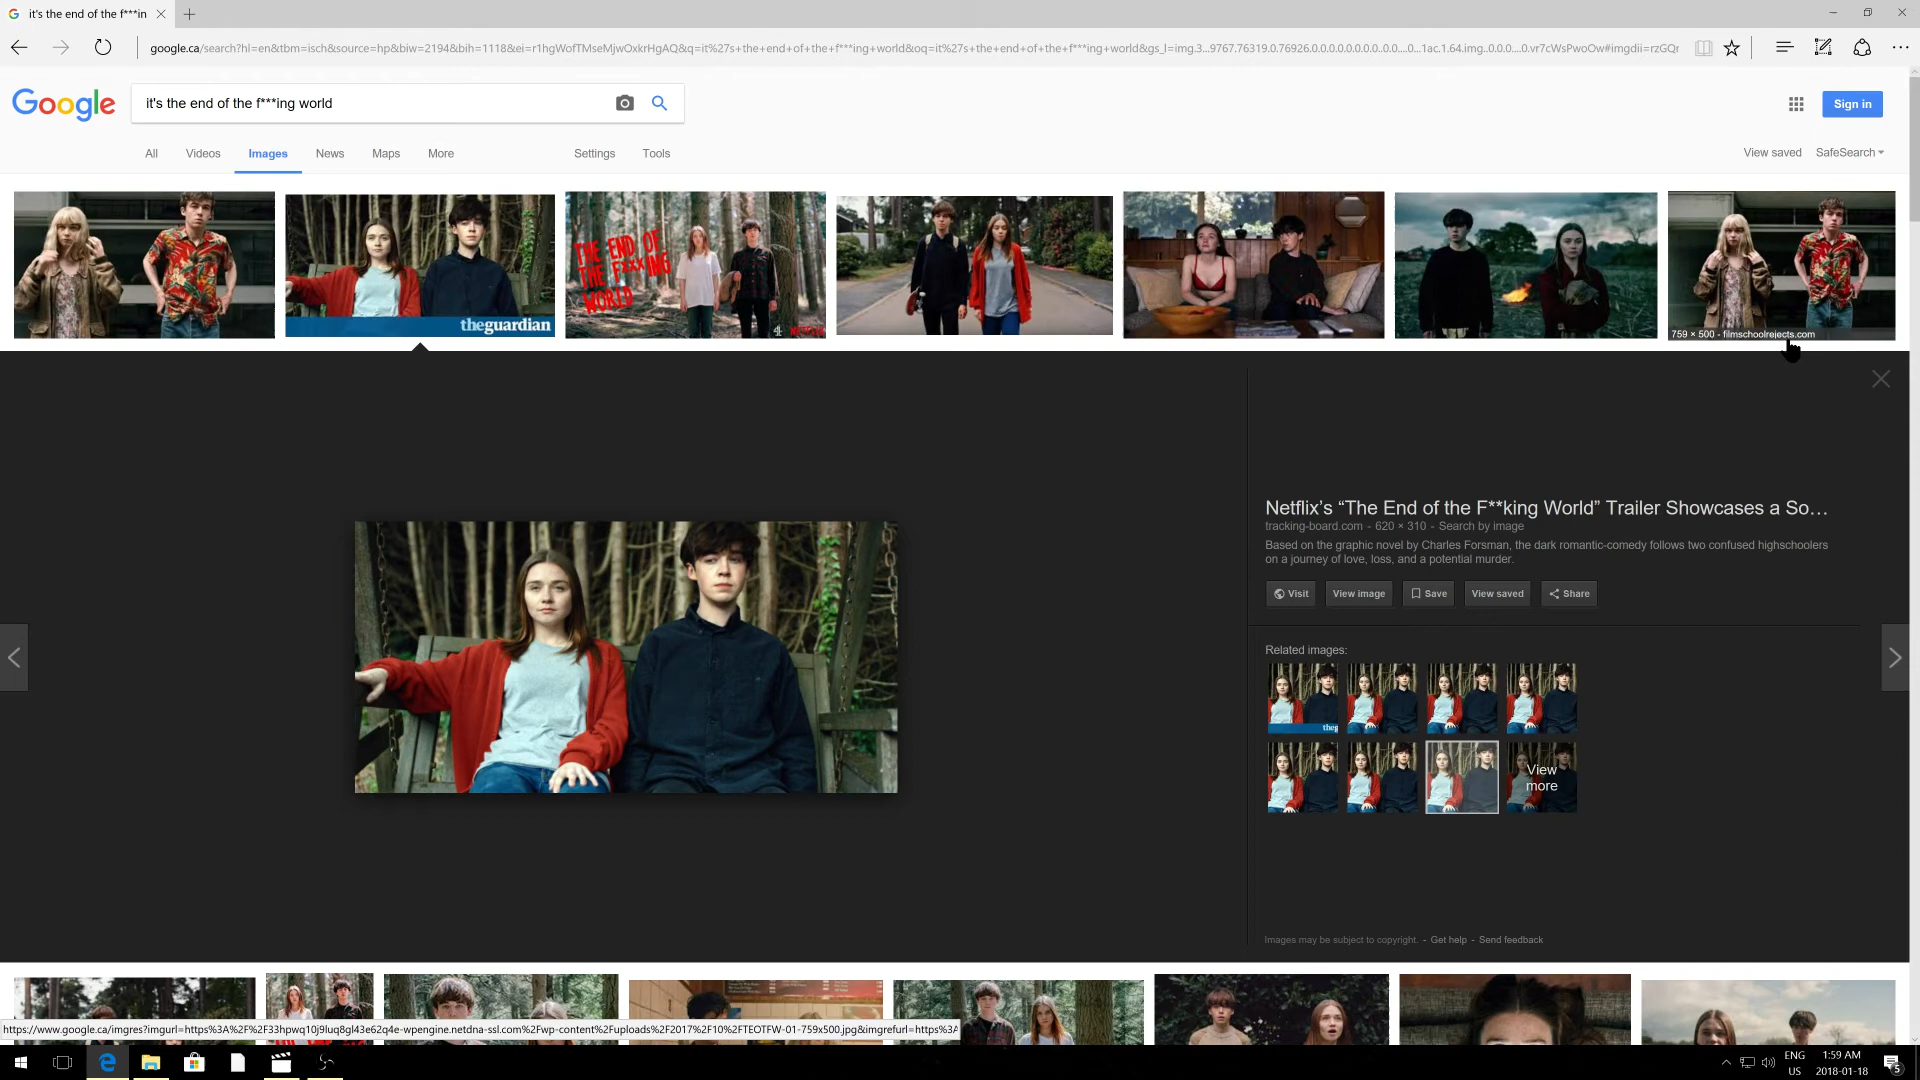 it's the end of the f***in
google.ca/search?hl=en&tbm=isch&source=hp&biw=2194&bih=1118&ei=r1hgWofTMseMjwOxkrHgAQ&q=it%27s+the+end+of+the+f***ing+world&oq=it%27s+the+end+of+the+f***ing+world&gs_l=img.3...9767.76319.0.76926.0.0.0.0.0.0.0.0..0.0....0...1ac.1.64.img..0.0.0....0.vr7cWsPwoOw#imgdii=rzGQr
Google
it's the end of the f***ing world
Sign in
All Videos Images News Maps More Settings Tools
View saved SafeSearch
THE END OF
THE F***ING
WORLD
4 NETFLIX
theguardian
759 × 500 - filmschoolrejects.com
Netflix's “The End of the F**king World” Trailer Showcases a So...
tracking-board.com - 620 × 310 - Search by image
Based on the graphic novel by Charles Forsman, the dark romantic-comedy follows two confused highschoolers
on a journey of love, loss, and a potential murder.
Visit View image Save View saved Share
Related images:
theg
View
more
Images may be subject to copyright. - Get help - Send feedback
https://www.google.ca/imgres?imgurl=https%3A%2F%2F33hpwq10j9luq8gl43e62q4e-wpengine.netdna-ssl.com%2Fwp-content%2Fuploads%2F2017%2F10%2FTEOTFW-01-759x500.jpg&imgrefurl=https%3A
ENG
US
1:59 AM
2018-01-18
5